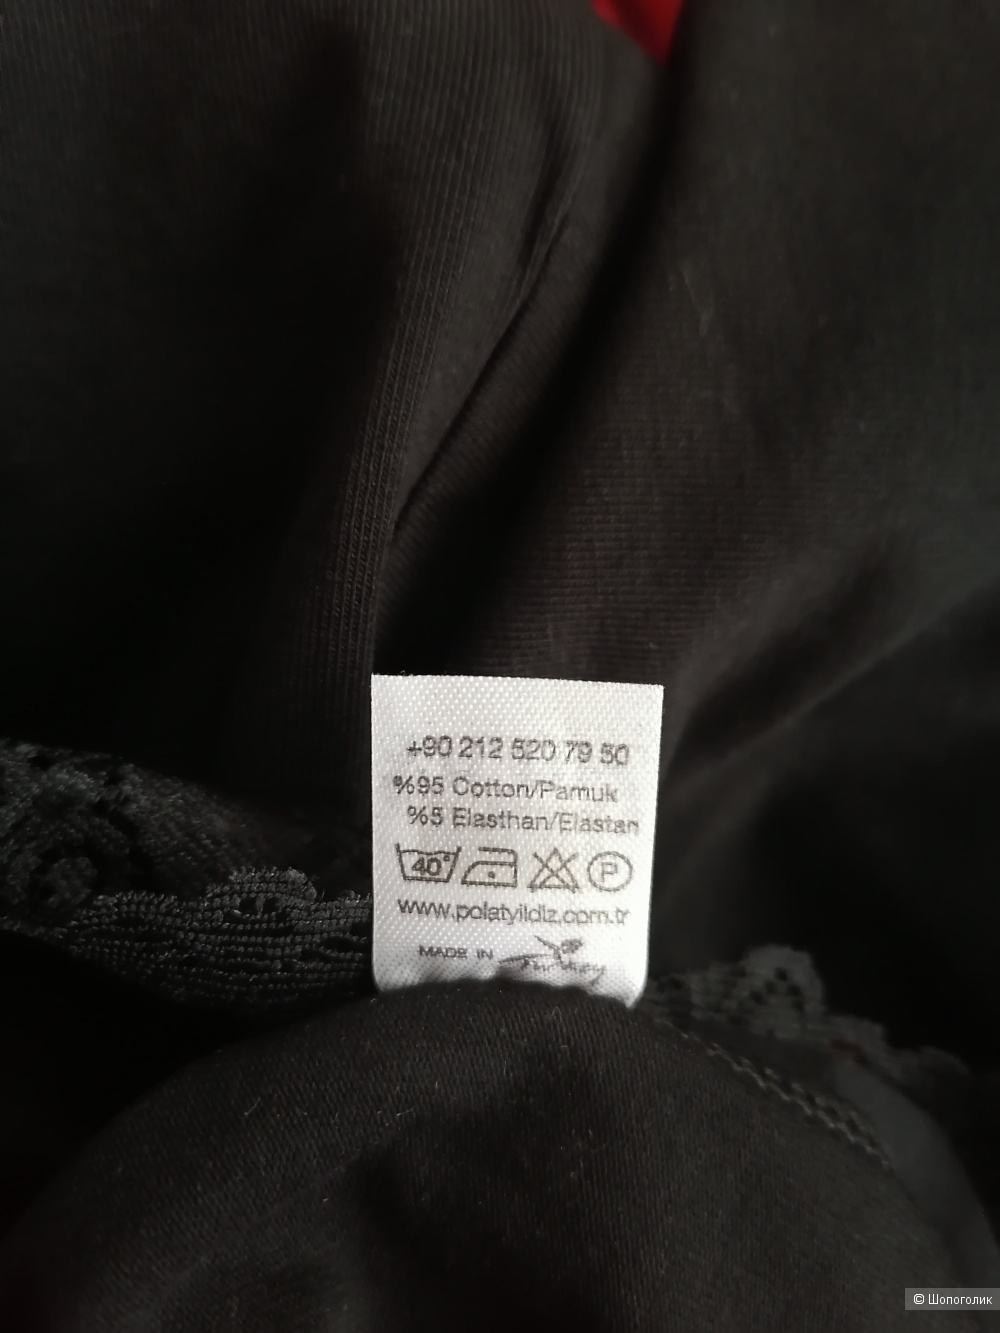 +90 212 520 79 50
%95 Cotton/Pamuk
%5 Elasthan/Elastan
40°
P
www.polatyildiz.com.tr
MADE IN Turkey
© Шопоголик